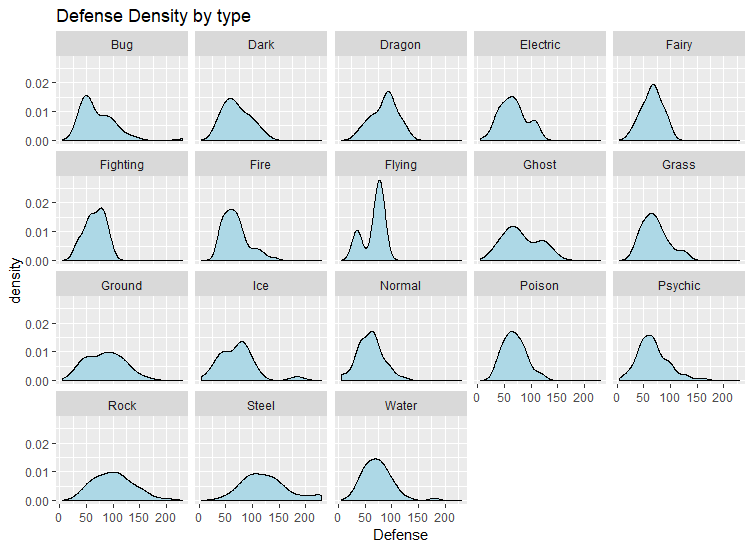 Defense Density by type
Bug Dark Dragon Electric Fairy
0.02
0.01
0.00
Fighting Fire Flying Ghost Grass
0.02
0.01
0.00
density
Ground Ice Normal Poison Psychic
0.02
0.01
0.00
0 50 100 150 200 0 50 100 150 200
Rock Steel Water
0.02
0.01
0.00
0 50 100 150 200 0 50 100 150 200 0 50 100 150 200
Defense